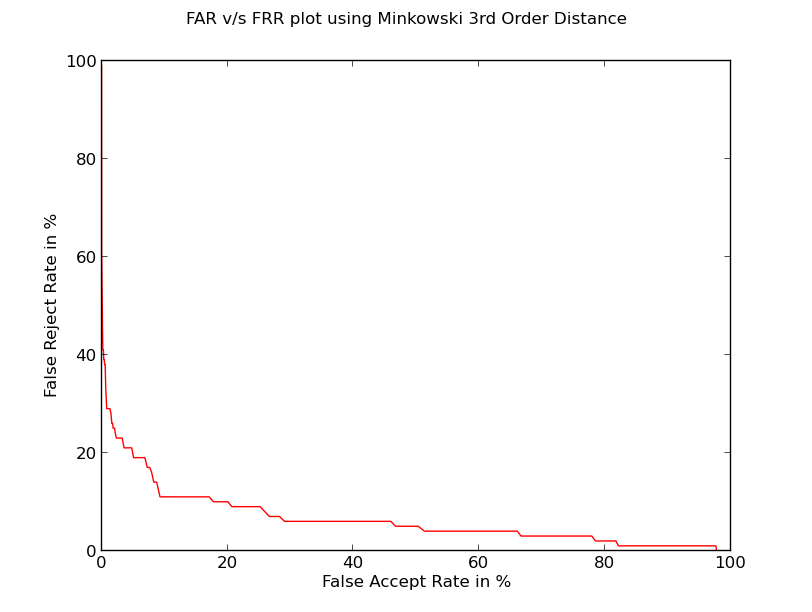 FAR v/s FRR plot using Minkowski 3rd Order Distance
100
80
60
40
20
0
False Reject Rate in %
0 20 40 60 80 100
False Accept Rate in %